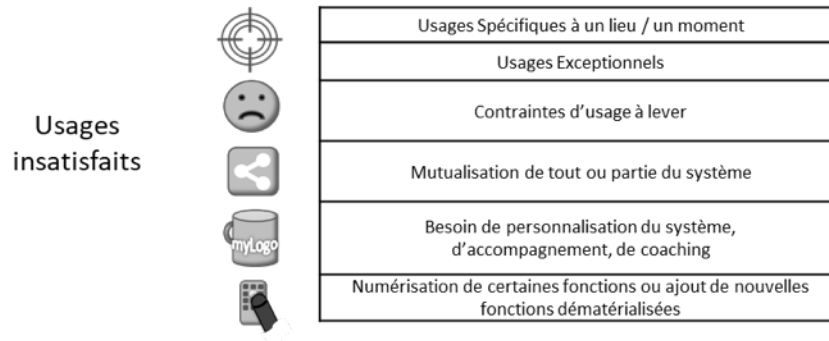 Usages
insatisfaits
Usages Spécifiques à un lieu / un moment
Usages Exceptionnels
Contraintes d'usage à lever
Mutualisation de tout ou partie du système
myLogo
Besoin de personnalisation du système,
d'accompagnement, de coaching
Numérisation de certaines fonctions ou ajout de nouvelles
fonctions dématérialisées